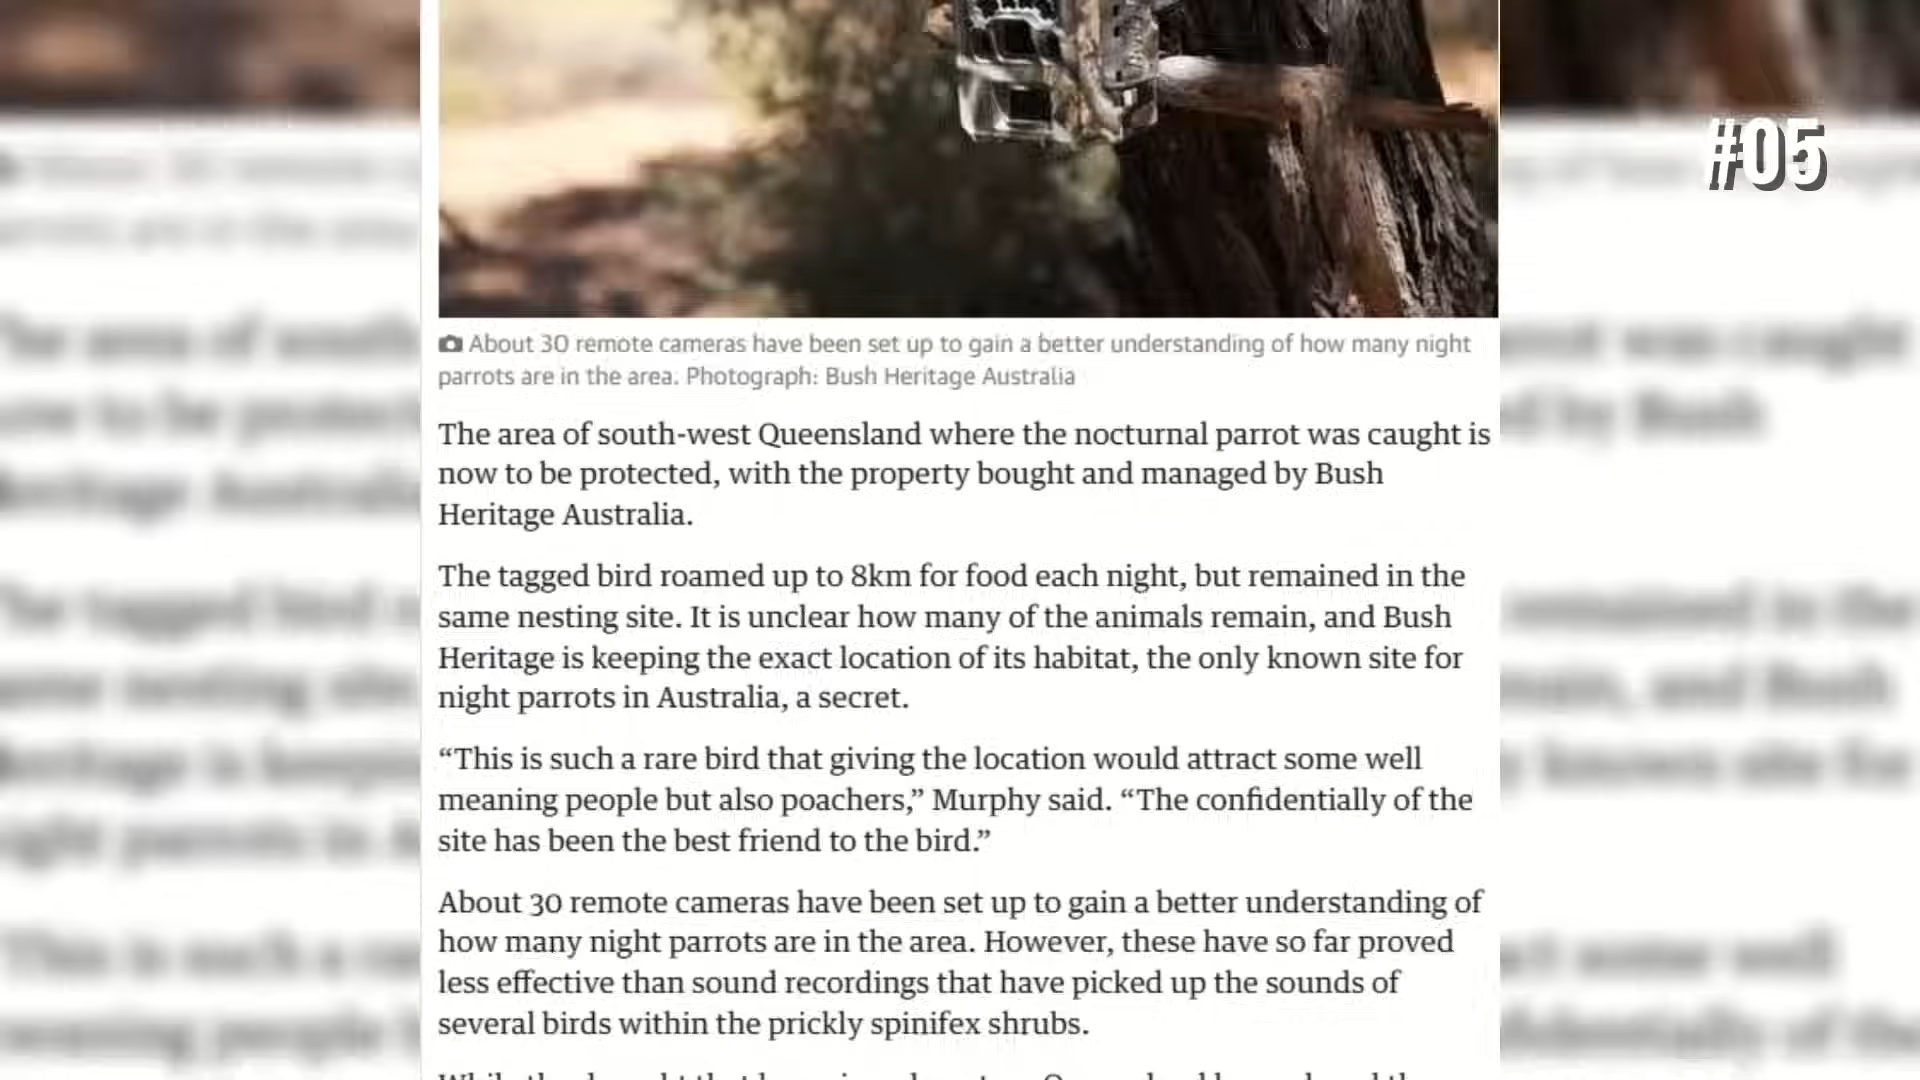 #05
About 30 remote cameras have been set up to gain a better understanding of how many night
parrots are in the area. Photograph: Bush Heritage Australia
The area of south-west Queensland where the nocturnal parrot was caught is
now to be protected, with the property bought and managed by Bush
Heritage Australia.
The tagged bird roamed up to 8km for food each night, but remained in the
same nesting site. It is unclear how many of the animals remain, and Bush
Heritage is keeping the exact location of its habitat, the only known site for
night parrots in Australia, a secret.
“This is such a rare bird that giving the location would attract some well
meaning people but also poachers,” Murphy said. “The confidentially of the
site has been the best friend to the bird.”
About 30 remote cameras have been set up to gain a better understanding of
how many night parrots are in the area. However, these have so far proved
less effective than sound recordings that have picked up the sounds of
several birds within the prickly spinifex shrubs.